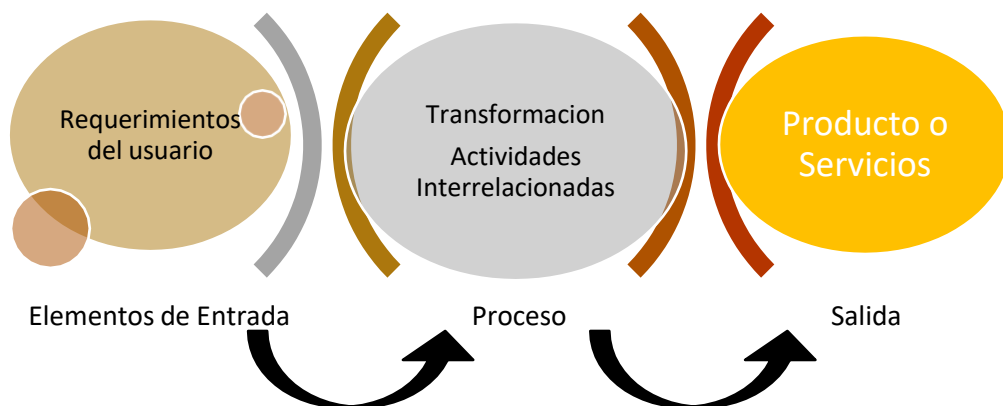 Requerimientos
del usuario
Transformacion
Actividades
Interrelacionadas
Producto o
Servicios
Elementos de Entrada
Proceso
Salida